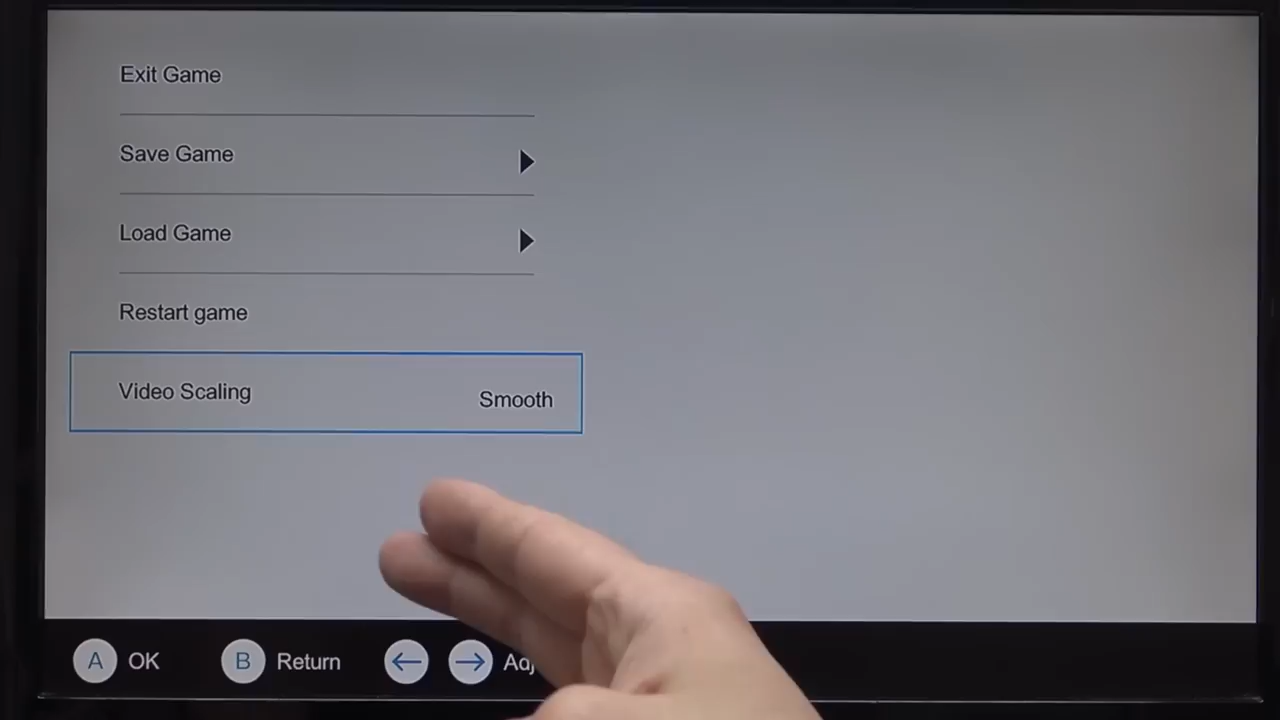 Exit Game
Save Game
Load Game
Restart game
Video Scaling Smooth
A OK B Return